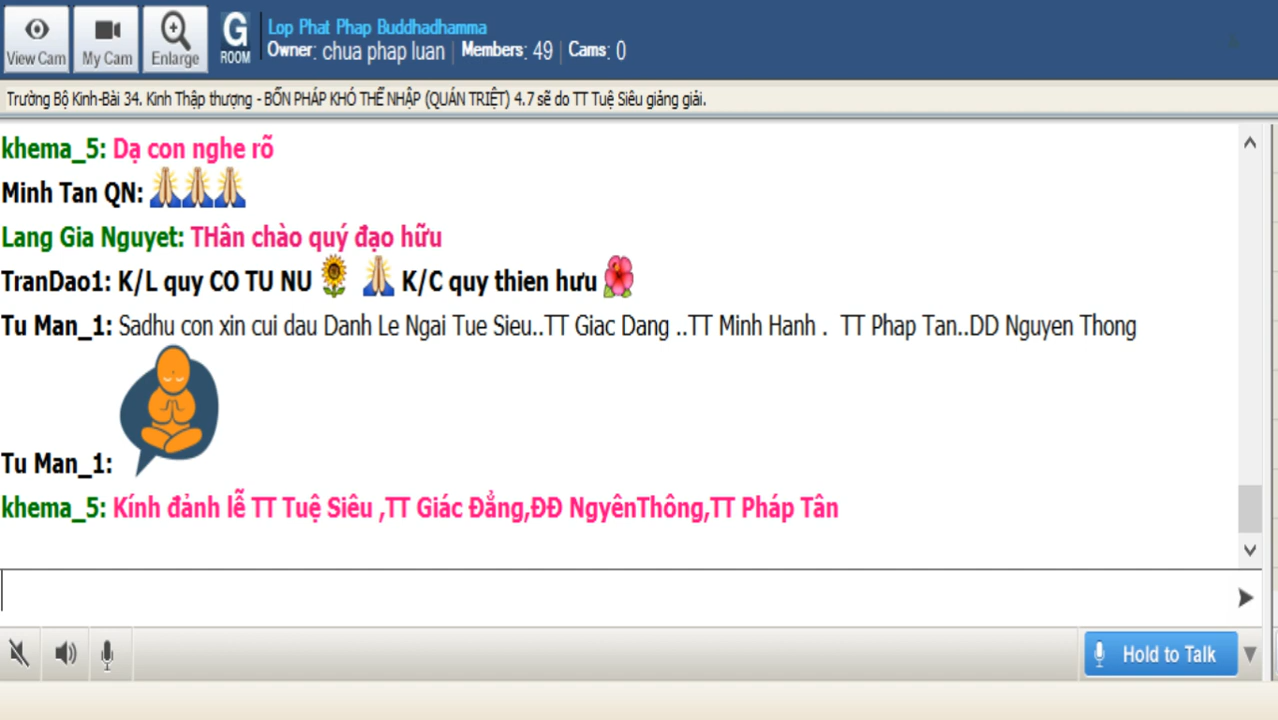 Lop Phat Phap Buddhadhamma
View Cam My Cam Enlarge G ROOM Owner: chua phap luan | Members: 49 | Cams: 0
Trường Bộ Kinh-Bài 34. Kinh Thập thượng - BỐN PHÁP KHÓ THỂ NHẬP (QUÁN TRIỆT) 4.7 sẽ do TT Tuệ Siêu giảng giải.
khema_5: Dạ con nghe rõ
Minh Tan QN: 🙏🙏🙏
Lang Gia Nguyet: THân chào quý đạo hữu
TranDao1: K/L quy CO TU NU 🌻 🙏 K/C quy thien hưu 🌺
Tu Man_1: Sadhu con xin cui dau Danh Le Ngai Tue Sieu..TT Giac Dang ..TT Minh Hanh . TT Phap Tan..DD Nguyen Thong
Tu Man_1:
khema_5: Kính đảnh lễ TT Tuệ Siêu ,TT Giác Đẳng,ĐĐ NgyênThông,TT Pháp Tân
Hold to Talk